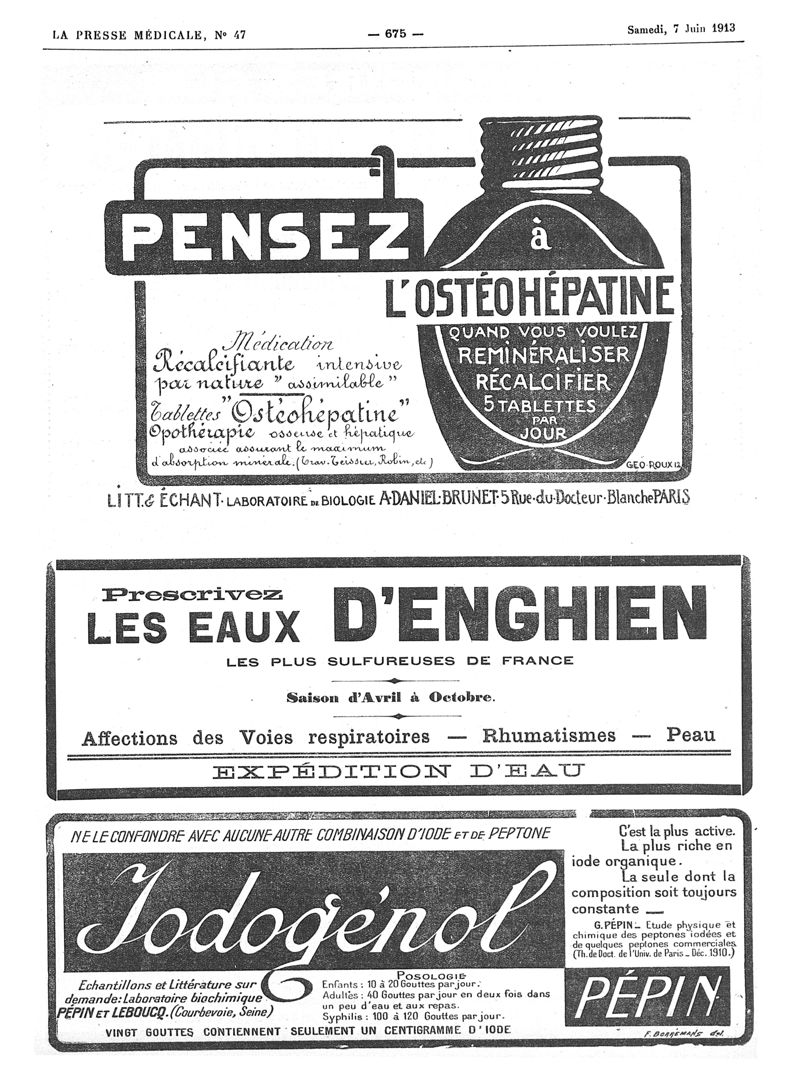 LA PRESSE MÉDICALE, N° 47
— 675 —
Samedi, 7 Juin 1913
PENSEZ
à
L'OSTÉOHÉPATINE
Médication
Récalcifiante intensive
par nature "assimilable"
Tablettes "Ostéohépatine"
Opothérapie osseuse et hépatique
associée assurant le maximum
d'absorption minérale. (Trav. Teissier, Robin, etc)
QUAND VOUS VOULEZ
REMINÉRALISER
RÉCALCIFIER
5 TABLETTES
PAR
JOUR
GEO ROUX 12
LITT. & ÉCHANT. LABORATOIRE DE BIOLOGIE A. DANIEL-BRUNET. 5 Rue du Docteur Blanche PARIS
Prescrivez
LES EAUX D'ENGHIEN
LES PLUS SULFUREUSES DE FRANCE
Saison d'Avril à Octobre.
Affections des Voies respiratoires — Rhumatismes — Peau
EXPÉDITION D'EAU
NE LE CONFONDRE AVEC AUCUNE AUTRE COMBINAISON D'IODE ET DE PEPTONE
Iodogénol
C'est la plus active.
La plus riche en
iode organique.
La seule dont la
composition soit toujours
constante —
G. PÉPIN _ Etude physique et
chimique des peptones iodées et
de quelques peptones commerciales
(Th. de Doct. de l'Univ. de Paris _ Déc. 1910.)
Echantillons et Littérature sur
demande: Laboratoire biochimique
PÉPIN ET LEBOUCQ. (Courbevoie, Seine)
POSOLOGIE
Enfants : 10 à 20 Gouttes par jour.
Adultes : 40 Gouttes par jour en deux fois dans
un peu d'eau et aux repas.
Syphilis : 100 à 120 Gouttes par jour.
PÉPIN
VINGT GOUTTES CONTIENNENT SEULEMENT UN CENTIGRAMME D'IODE
F. BORREMANS del.